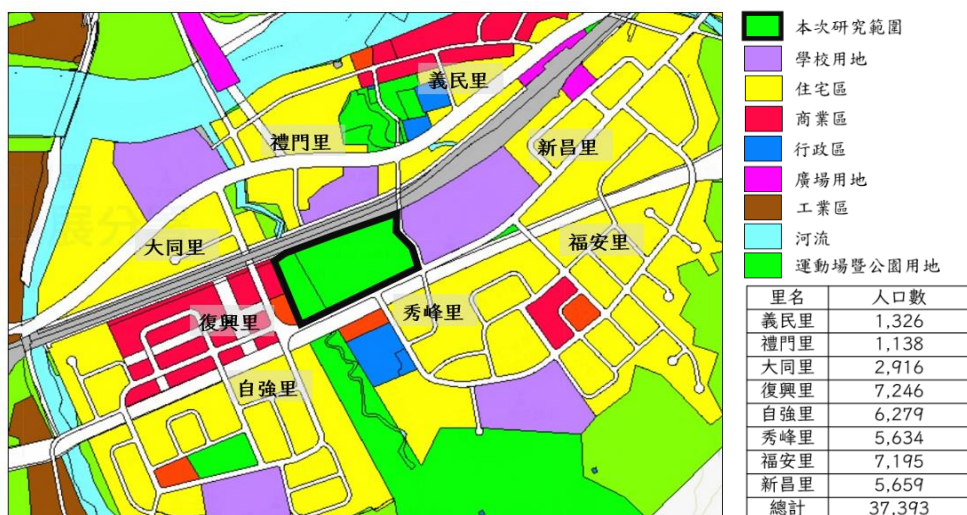 義民里
禮門里
新昌里
大同里
福安里
復興里
秀峰里
自強里
本次研究範圍
學校用地
住宅區
商業區
行政區
廣場用地
工業區
河流
運動場暨公園用地
里名 人口數
義民里 1,326
禮門里 1,138
大同里 2,916
復興里 7,246
自強里 6,279
秀峰里 5,634
福安里 7,195
新昌里 5,659
總計 37,393